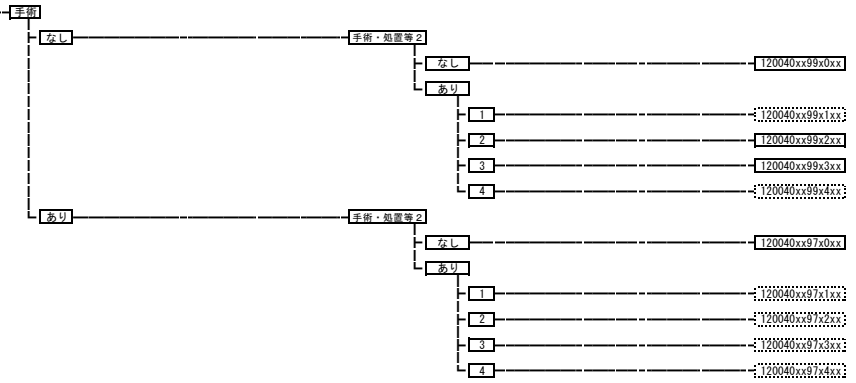 手術
なし 手術・処置等2
なし 120040xx99x0xx
あり
1 120040xx99x1xx
2 120040xx99x2xx
3 120040xx99x3xx
4 120040xx99x4xx
あり 手術・処置等2
なし 120040xx97x0xx
あり
1 120040xx97x1xx
2 120040xx97x2xx
3 120040xx97x3xx
4 120040xx97x4xx